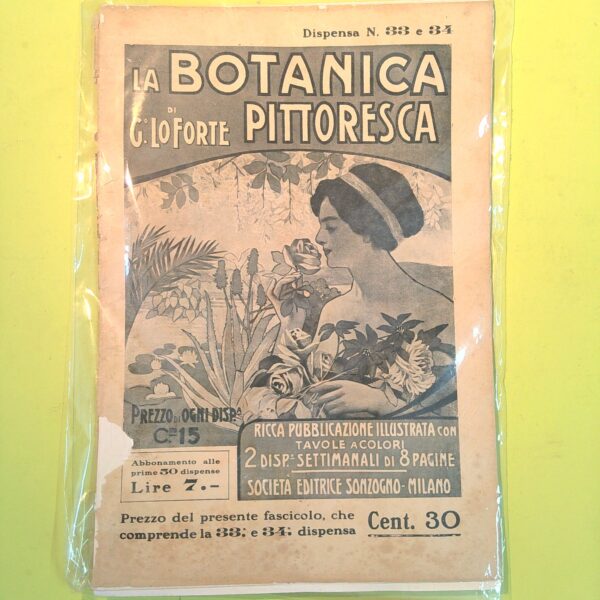 Dispensa N. 33 e 34
LA BOTANICA
DI
G. LO FORTE PITTORESCA
PREZZO DI OGNI DISP.A
C.MI 15
RICCA PUBBLICAZIONE ILLUSTRATA CON
TAVOLE A COLORI
2 DISP.E SETTIMANALI DI 8 PAGINE
SOCIETÀ EDITRICE SONZOGNO - MILANO
Abbonamento alle
prime 50 dispense
Lire 7.-
Prezzo del presente fascicolo, che
comprende la 33.a e 34.a dispensa
Cent. 30